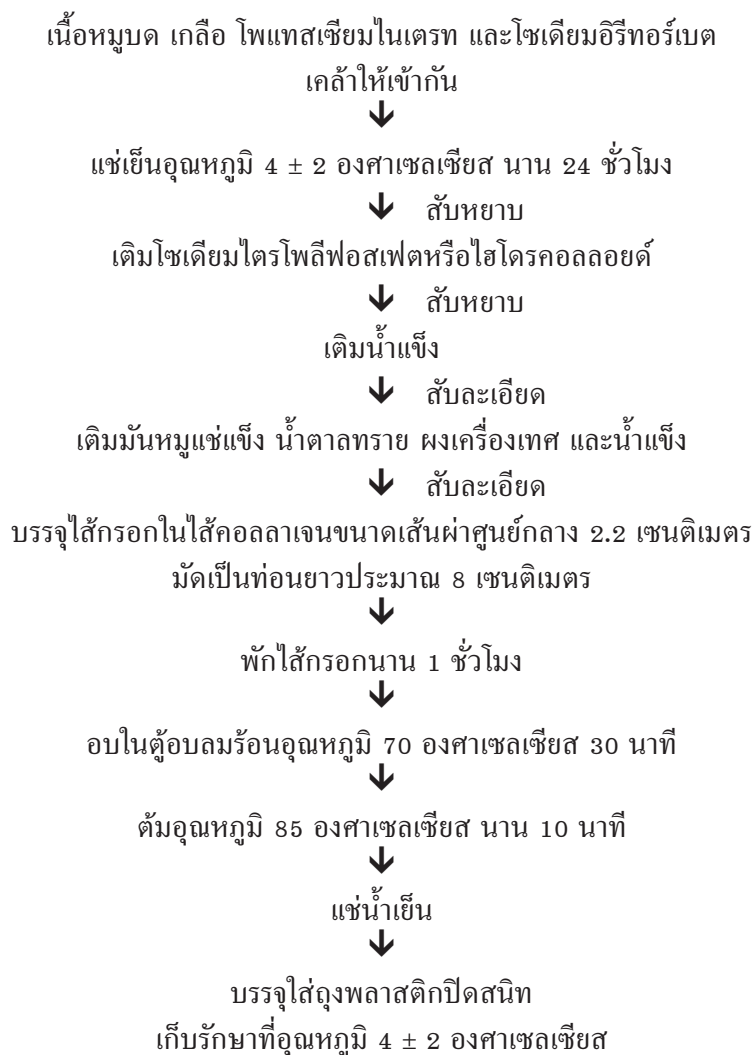 เนื้อหมูบด เกลือ โพแทสเซียมไนเตรท และโซเดียมอิรีทอร์เบต
เคล้าให้เข้ากัน
แช่เย็นอุณหภูมิ 4 ± 2 องศาเซลเซียส นาน 24 ชั่วโมง
สับหยาบ
เติมโซเดียมไตรโพลีฟอสเฟตหรือไฮโดรคอลลอยด์
สับหยาบ
เติมน้ำแข็ง
สับละเอียด
เติมมันหมูแช่แข็ง น้ำตาลทราย ผงเครื่องเทศ และน้ำแข็ง
สับละเอียด
บรรจุไส้กรอกในไส้คอลลาเจนขนาดเส้นผ่าศูนย์กลาง 2.2 เซนติเมตร
มัดเป็นท่อนยาวประมาณ 8 เซนติเมตร
พักไส้กรอกนาน 1 ชั่วโมง
อบในตู้อบลมร้อนอุณหภูมิ 70 องศาเซลเซียส 30 นาที
ต้มอุณหภูมิ 85 องศาเซลเซียส นาน 10 นาที
แช่น้ำเย็น
บรรจุใส่ถุงพลาสติกปิดสนิท
เก็บรักษาที่อุณหภูมิ 4 ± 2 องศาเซลเซียส